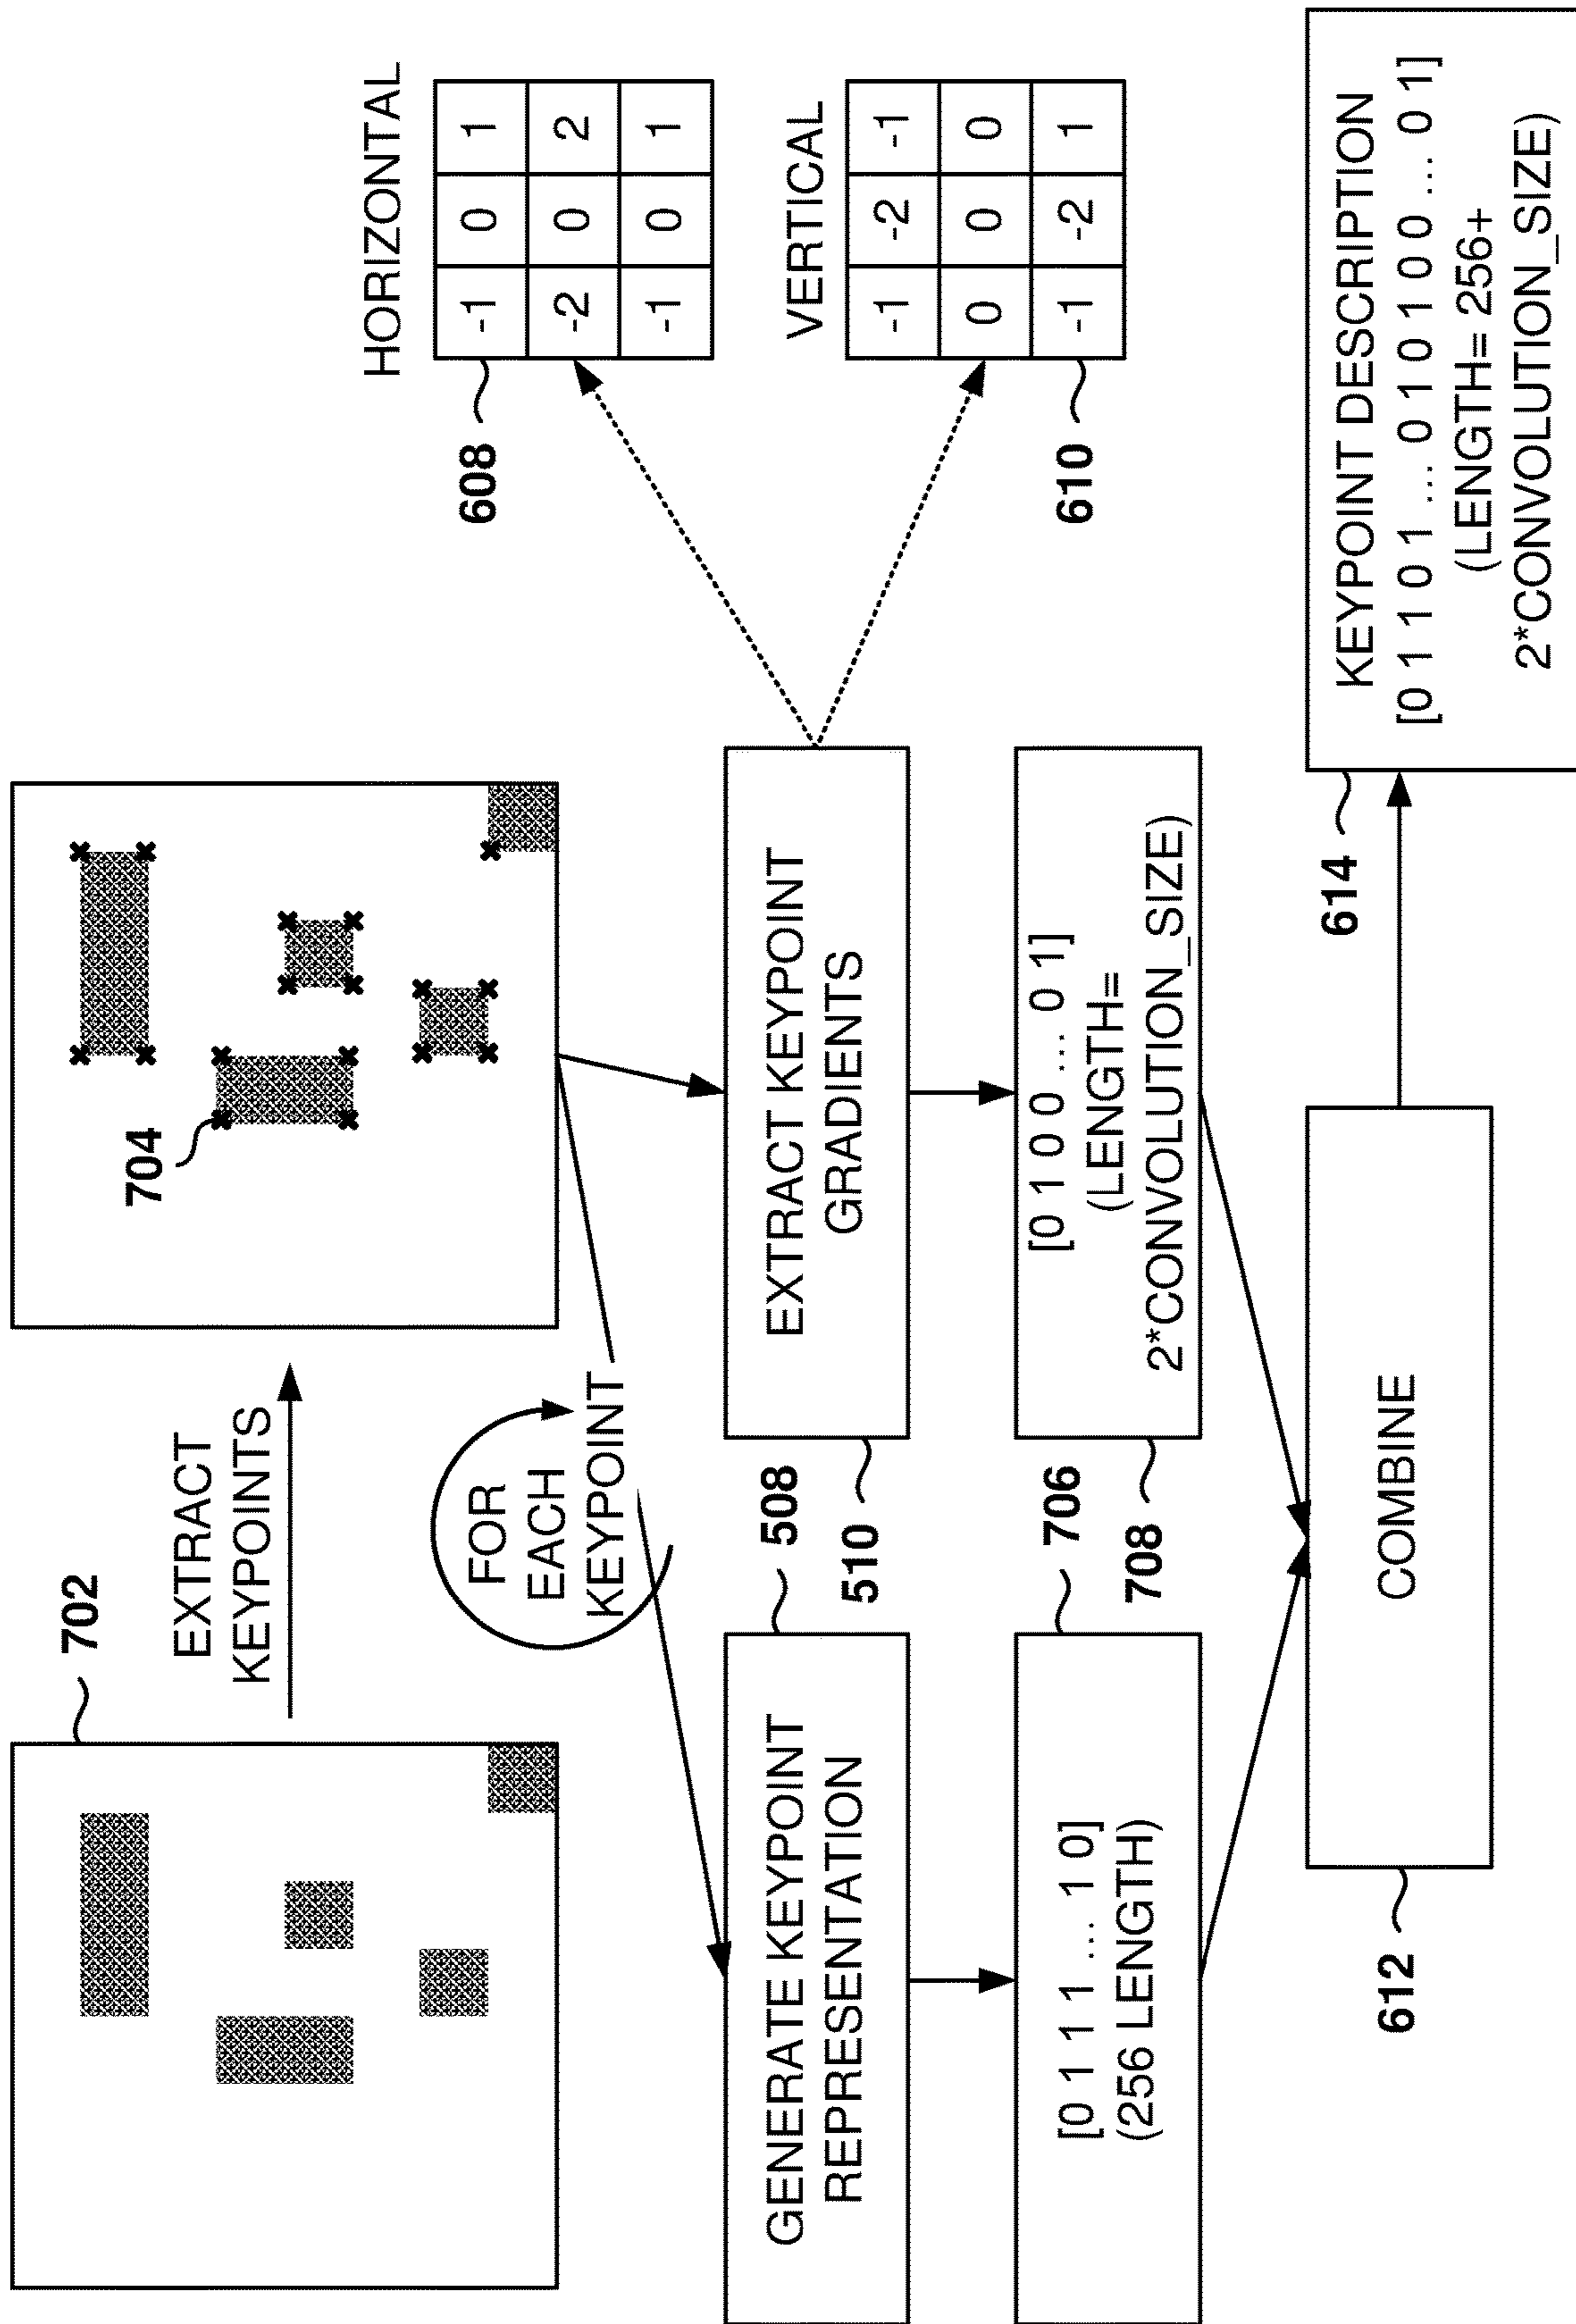 702
EXTRACT
KEYPOINTS
704
FOR
EACH
KEYPOINT
HORIZONTAL
608
-1 0 1
-2 0 2
-1 0 1
VERTICAL
610
-1 -2 -1
0 0 0
-1 -2 1
508
GENERATE KEYPOINT
REPRESENTATION
510
EXTRACT KEYPOINT
GRADIENTS
706
[0 1 1 1 ... 1 0]
(256 LENGTH)
708
[0 1 0 0 ... 0 1]
(LENGTH=
2*CONVOLUTION_SIZE)
612
COMBINE
614
KEYPOINT DESCRIPTION
[0 1 1 0 1 ... 0 1 0 1 0 0 ... 0 1]
(LENGTH= 256+
2*CONVOLUTION_SIZE)